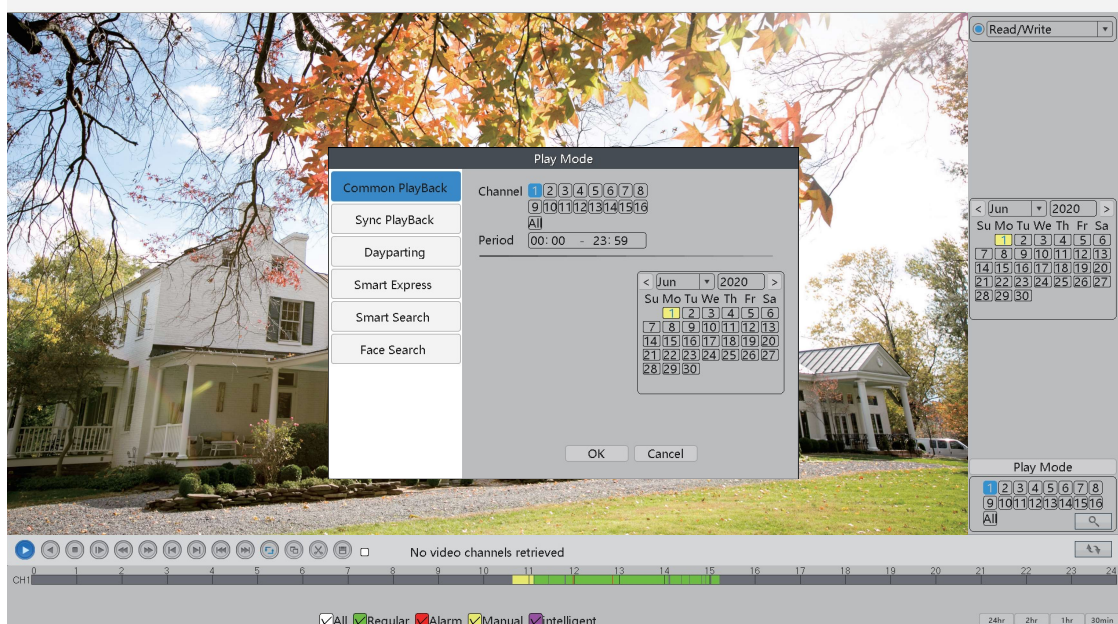 Read/Write
Play Mode
Common PlayBack
Sync PlayBack
Dayparting
Smart Express
Smart Search
Face Search
Channel 1 2 3 4 5 6 7 8
9 10 11 12 13 14 15 16
All
Period 00:00 - 23:59
< Jun 2020 >
Su Mo Tu We Th Fr Sa
1 2 3 4 5 6
7 8 9 10 11 12 13
14 15 16 17 18 19 20
21 22 23 24 25 26 27
28 29 30
OK Cancel
< Jun 2020 >
Su Mo Tu We Th Fr Sa
1 2 3 4 5 6
7 8 9 10 11 12 13
14 15 16 17 18 19 20
21 22 23 24 25 26 27
28 29 30
Play Mode
1 2 3 4 5 6 7 8
9 10 11 12 13 14 15 16
All
No video channels retrieved
0 1 2 3 4 5 6 7 8 9 10 11 12 13 14 15 16 17 18 19 20 21 22 23 24
CH1
All Regular Alarm Manual intelligent
24hr 2hr 1hr 30min